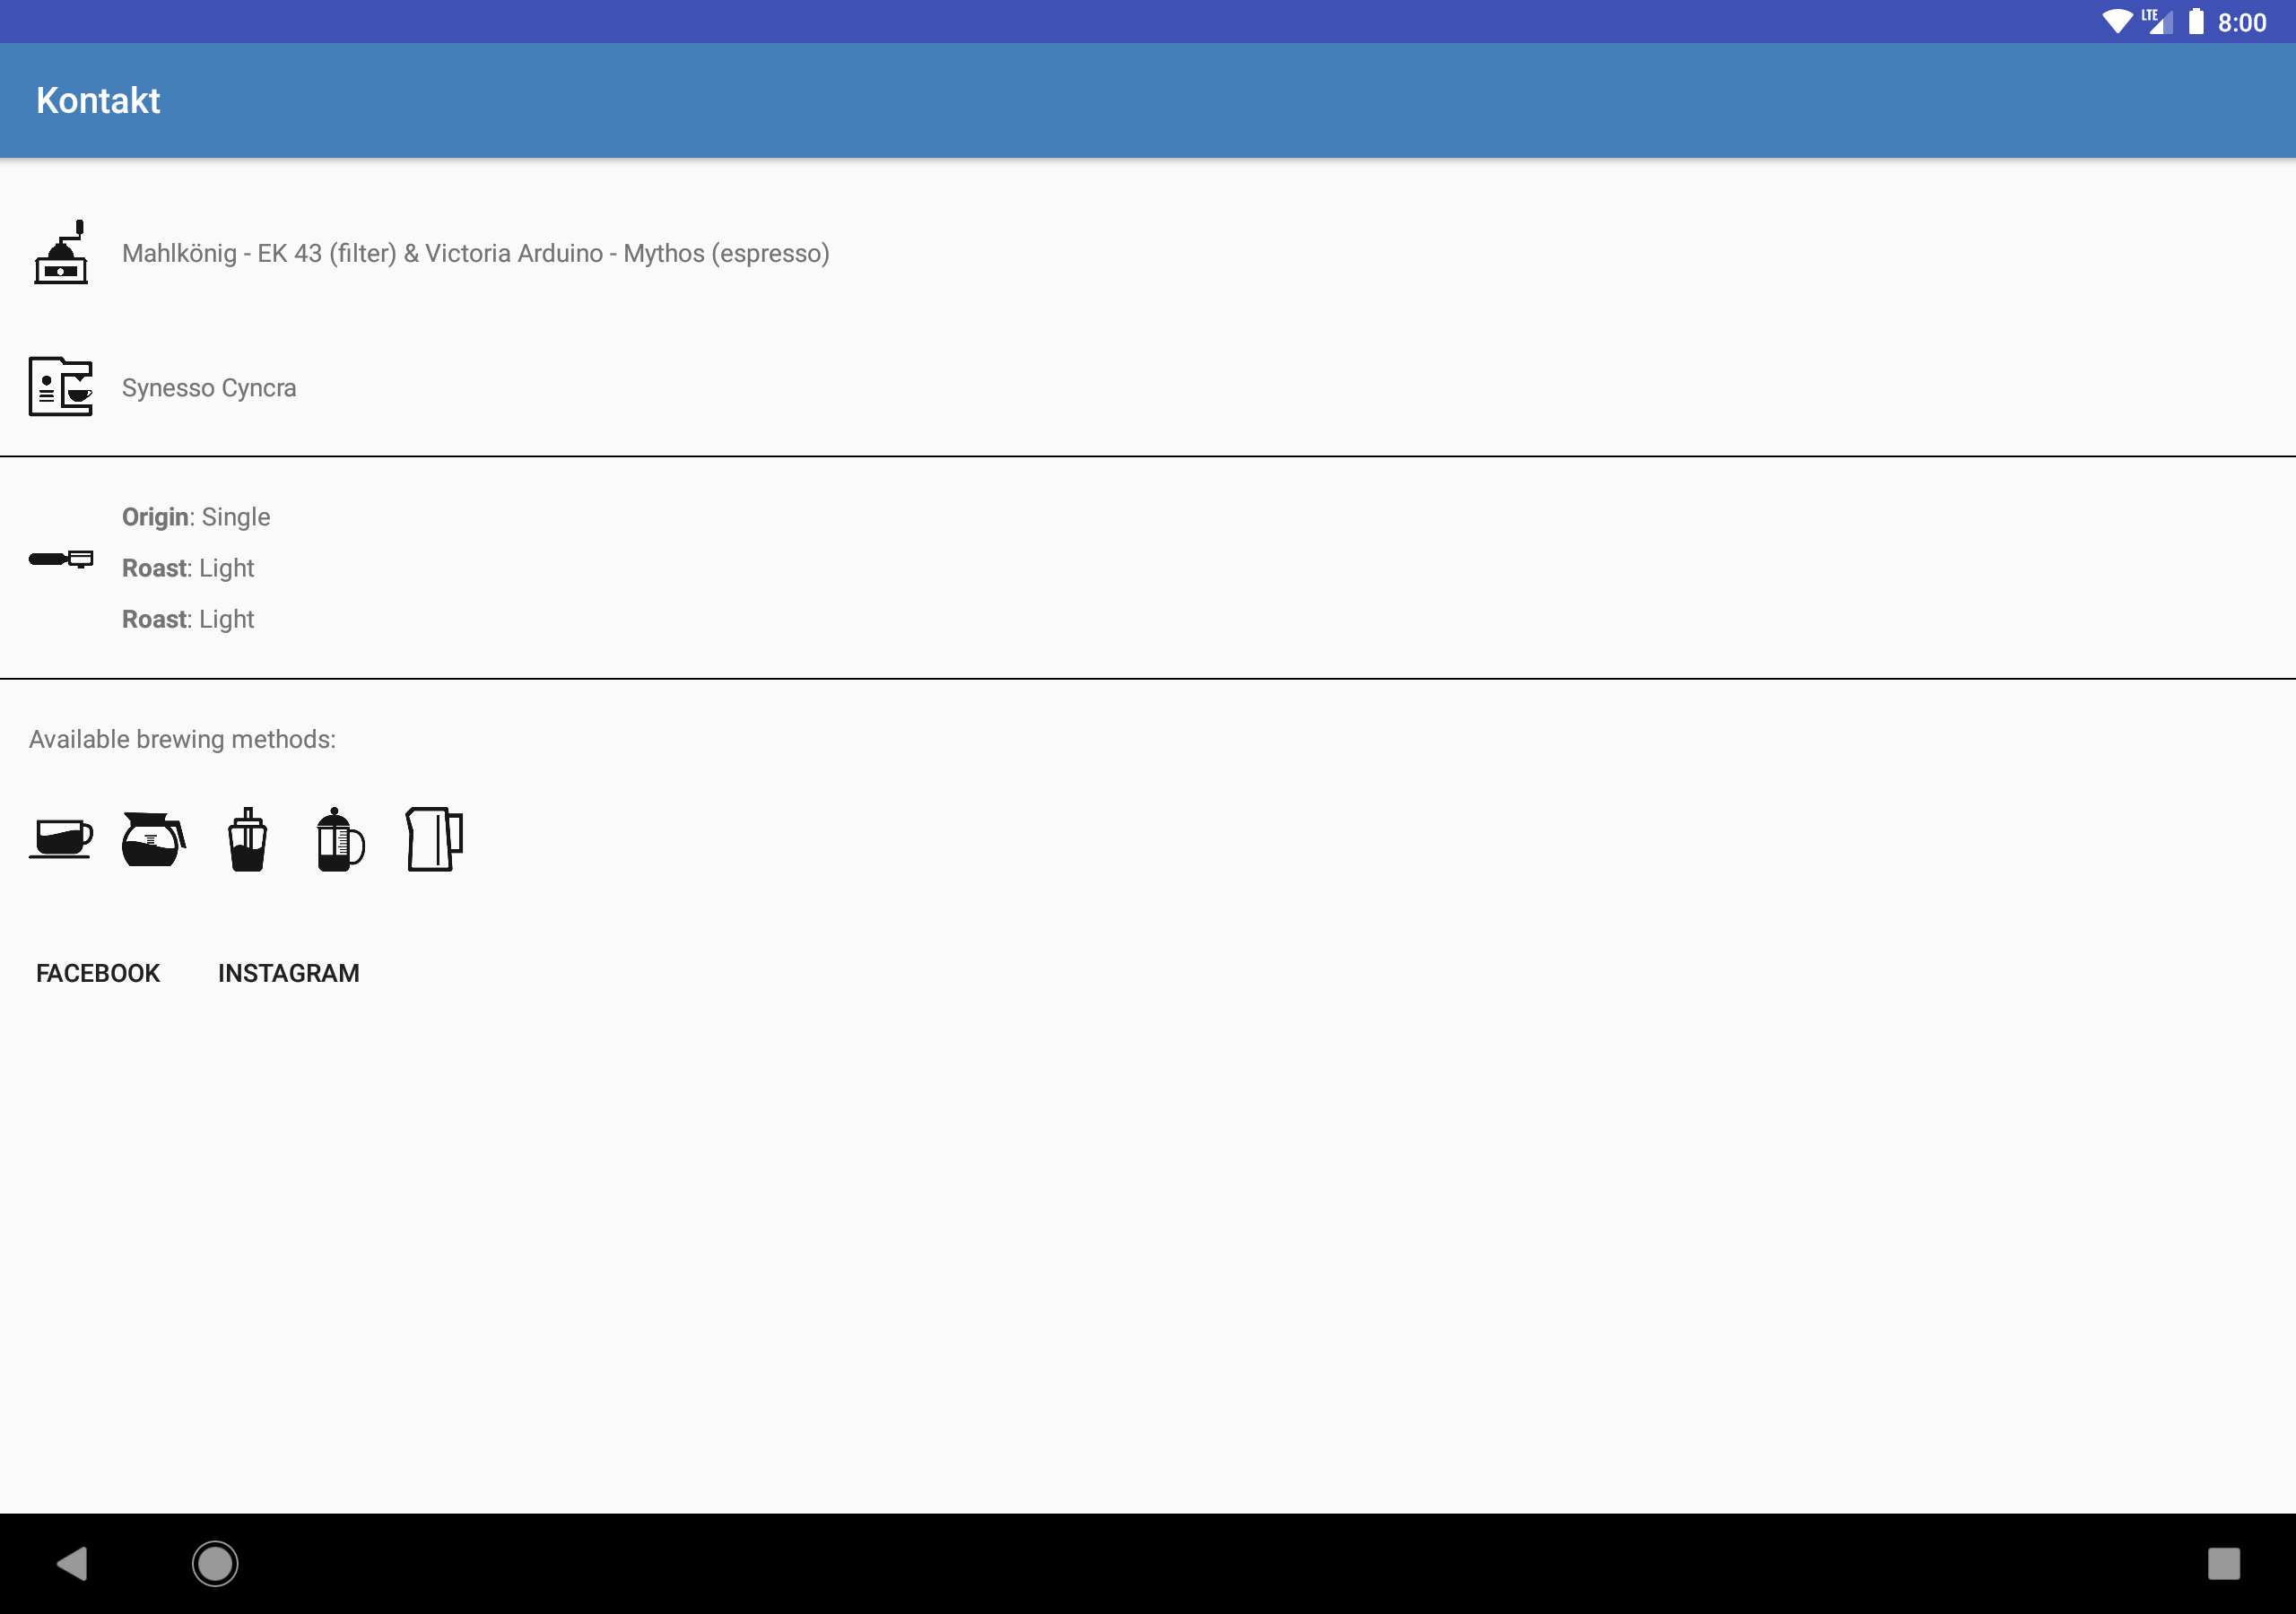 LTE 8:00
Kontakt
Mahlkönig - EK 43 (filter) & Victoria Arduino - Mythos (espresso)
Synesso Cyncra
Origin: Single
Roast: Light
Roast: Light
Available brewing methods:
FACEBOOK INSTAGRAM